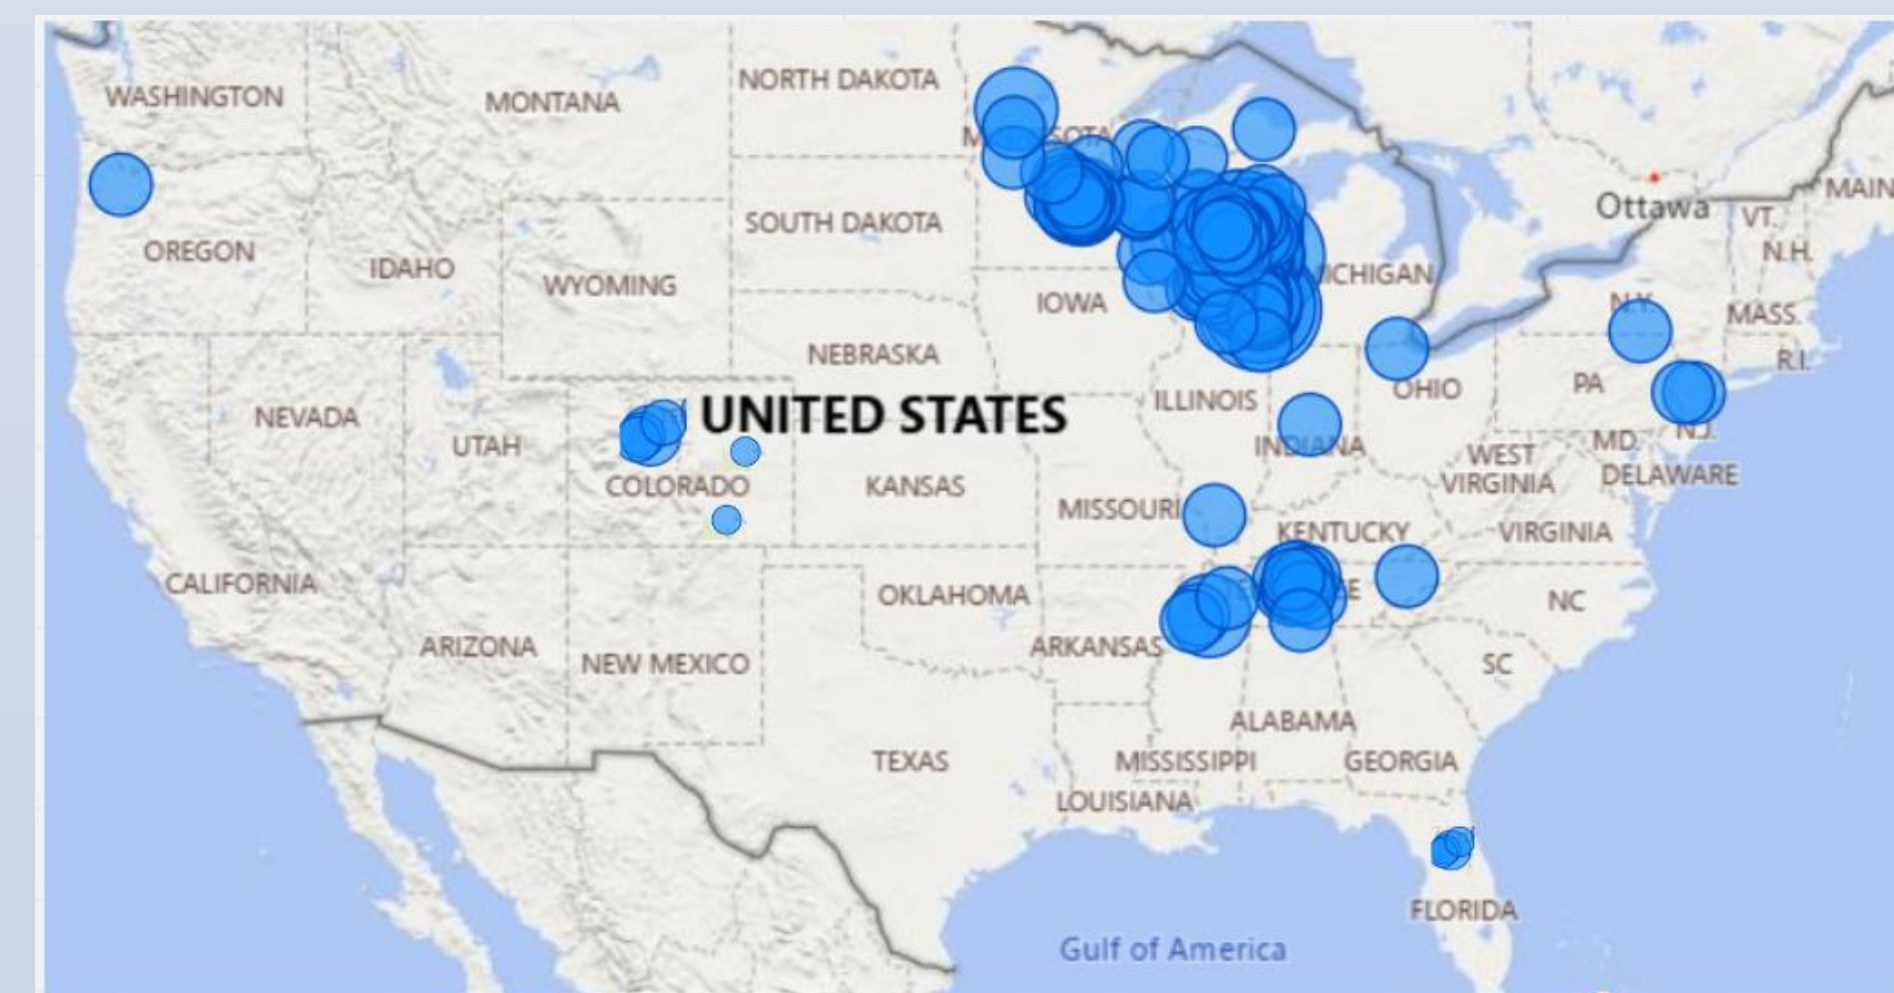 WASHINGTON
MONTANA
NORTH DAKOTA
OREGON
IDAHO
WYOMING
SOUTH DAKOTA
IOWA
ICHIGAN
Ottawa
MAIN
VT.
N.H.
N.Y.
MASS.
R.I.
NEBRASKA
NEVADA
UTAH
UNITED STATES
COLORADO
KANSAS
ILLINOIS
INDIANA
OHIO
PA
N.J.
MD.
DELAWARE
WEST
VIRGINIA
MISSOURI
KENTUCKY
VIRGINIA
CALIFORNIA
ARIZONA
NEW MEXICO
OKLAHOMA
ARKANSAS
NC
SC
TEXAS
ALABAMA
MISSISSIPPI
GEORGIA
LOUISIANA
FLORIDA
Gulf of America